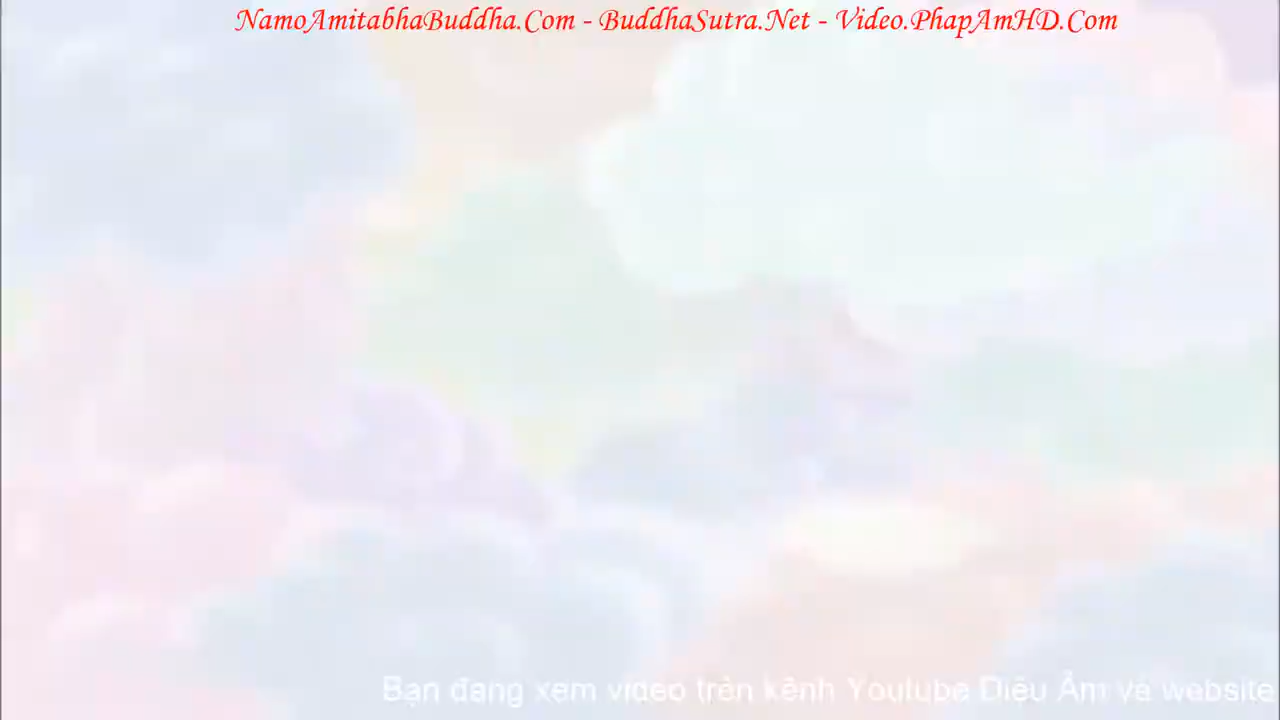 NamoAmitabhaBuddha.Com - BuddhaSutra.Net - Video.PhapAmHD.Com
Bạn đang xem video trên kênh Youtube Diệu Âm và website